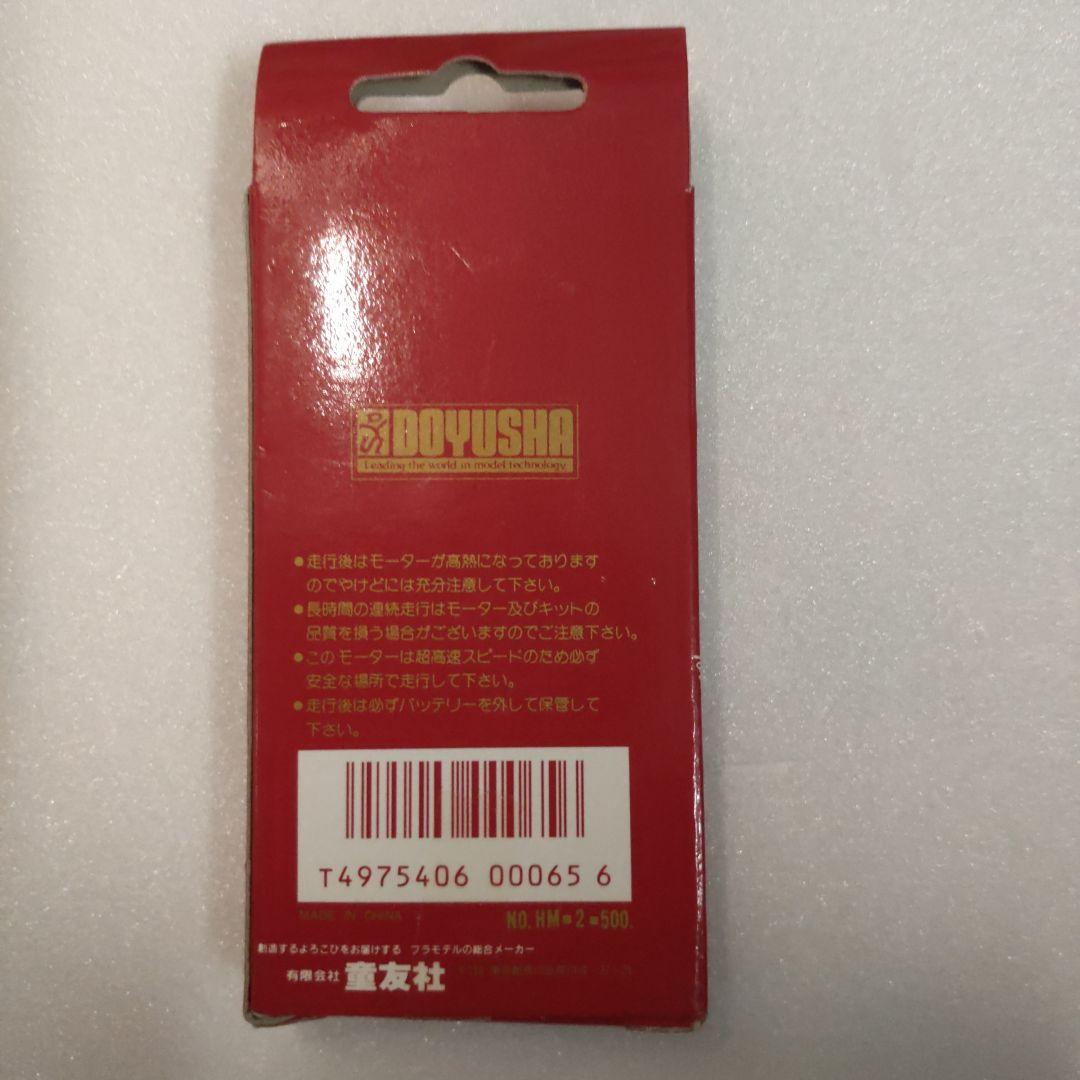 DOYUSHA
Leading the world in model technology
●走行後はモーターが高熱になっております
のでやけどには充分注意して下さい。
●長時間の連続走行はモーター及びキットの
品質を損う場合がございますのでご注意下さい。
●このモーターは超高速スピードのため必ず
安全な場所で走行して下さい。
●走行後は必ずバッテリーを外して保管して
下さい。
T4975406 00065 6
MADE IN CHINA
NO. HM=2=500.
創造するよろこびをお届けする プラモデルの総合メーカー
有限会社 童友社